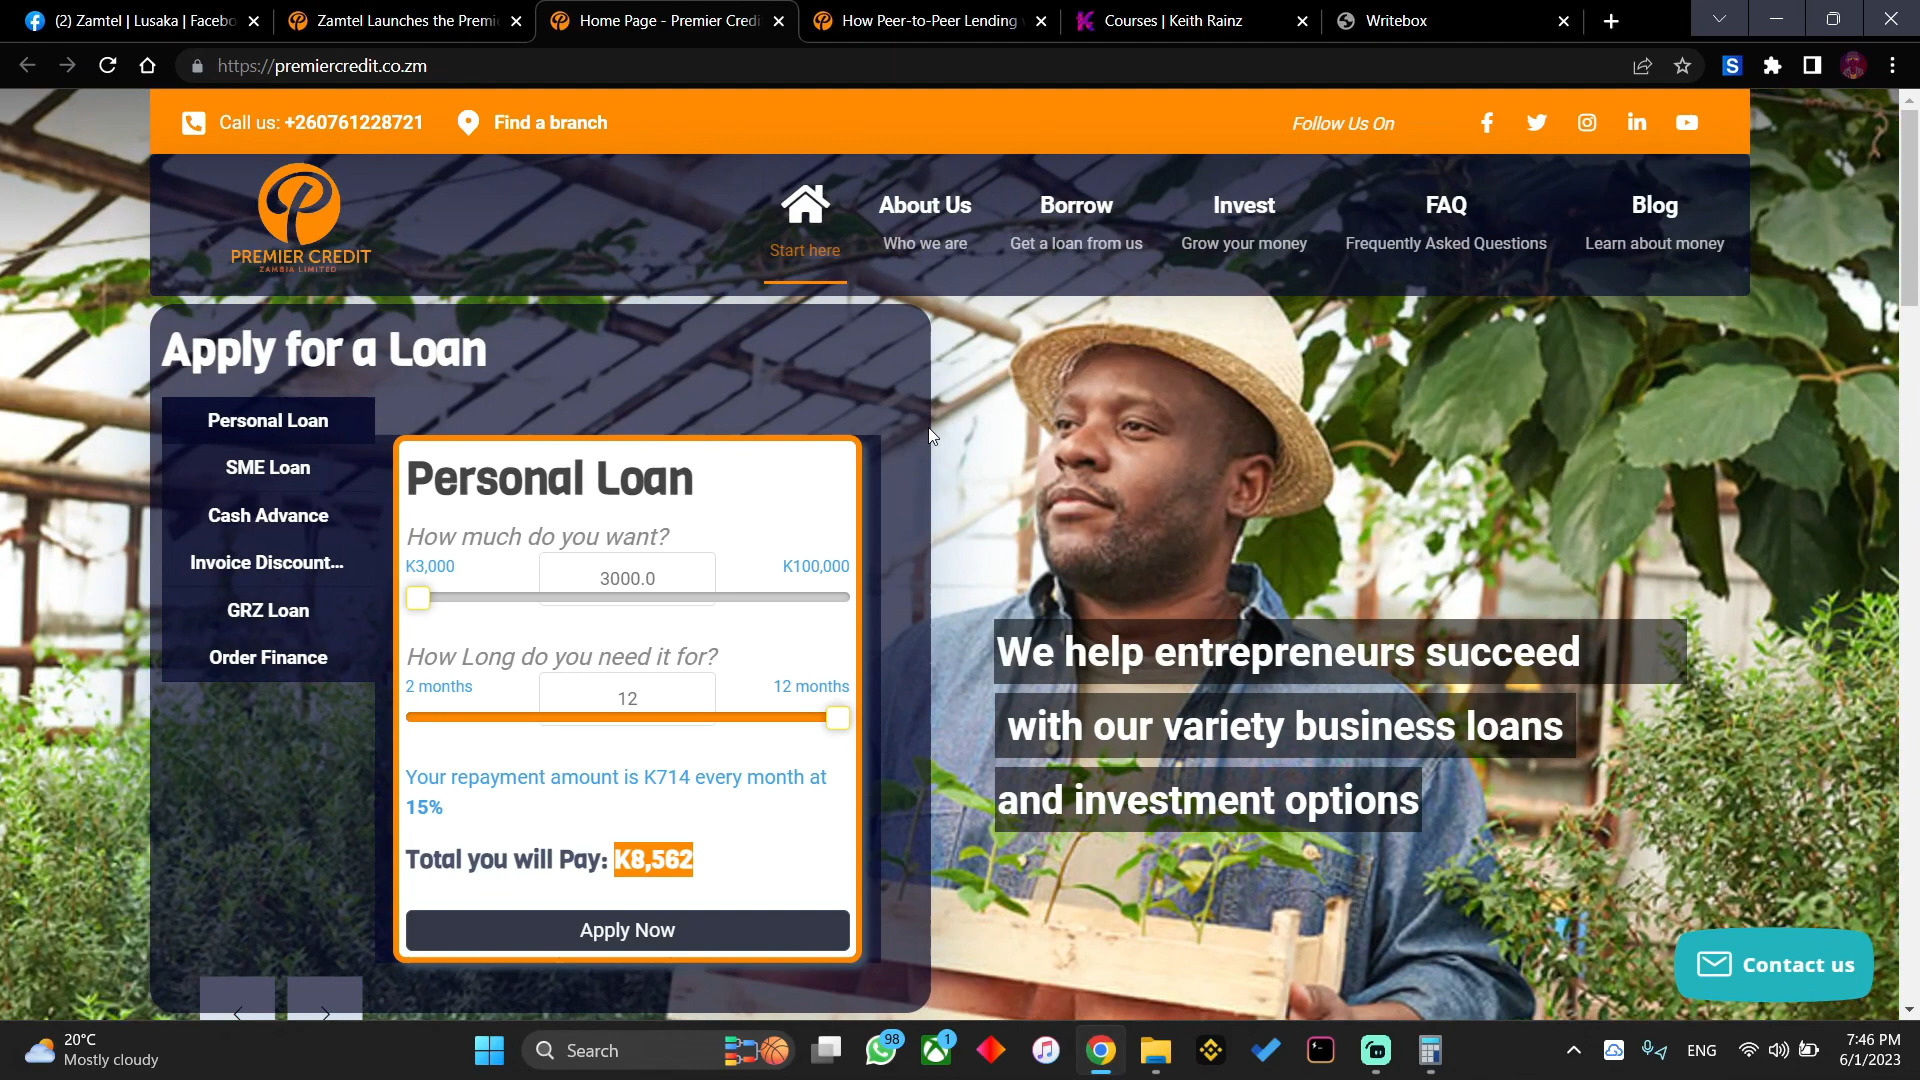 (2) Zamtel | Lusaka | Facebo
Zamtel Launches the Premi
Home Page - Premier Credi
How Peer-to-Peer Lending
Courses | Keith Rainz
Writebox
https://premiercredit.co.zm
Call us: +260761228721
Find a branch
Follow Us On
PREMIER CREDIT
ZAMBIA LIMITED
Start here
About Us
Who we are
Borrow
Get a loan from us
Invest
Grow your money
FAQ
Frequently Asked Questions
Blog
Learn about money
Apply for a Loan
Personal Loan
SME Loan
Cash Advance
Invoice Discount...
GRZ Loan
Order Finance
Personal Loan
How much do you want?
K3,000
3000.0
K100,000
How Long do you need it for?
2 months
12
12 months
Your repayment amount is K714 every month at
15%
Total you will Pay: K8,562
Apply Now
We help entrepreneurs succeed
with our variety business loans
and investment options
Contact us
20°C
Mostly cloudy
Search
98
1
ENG
7:46 PM
6/1/2023